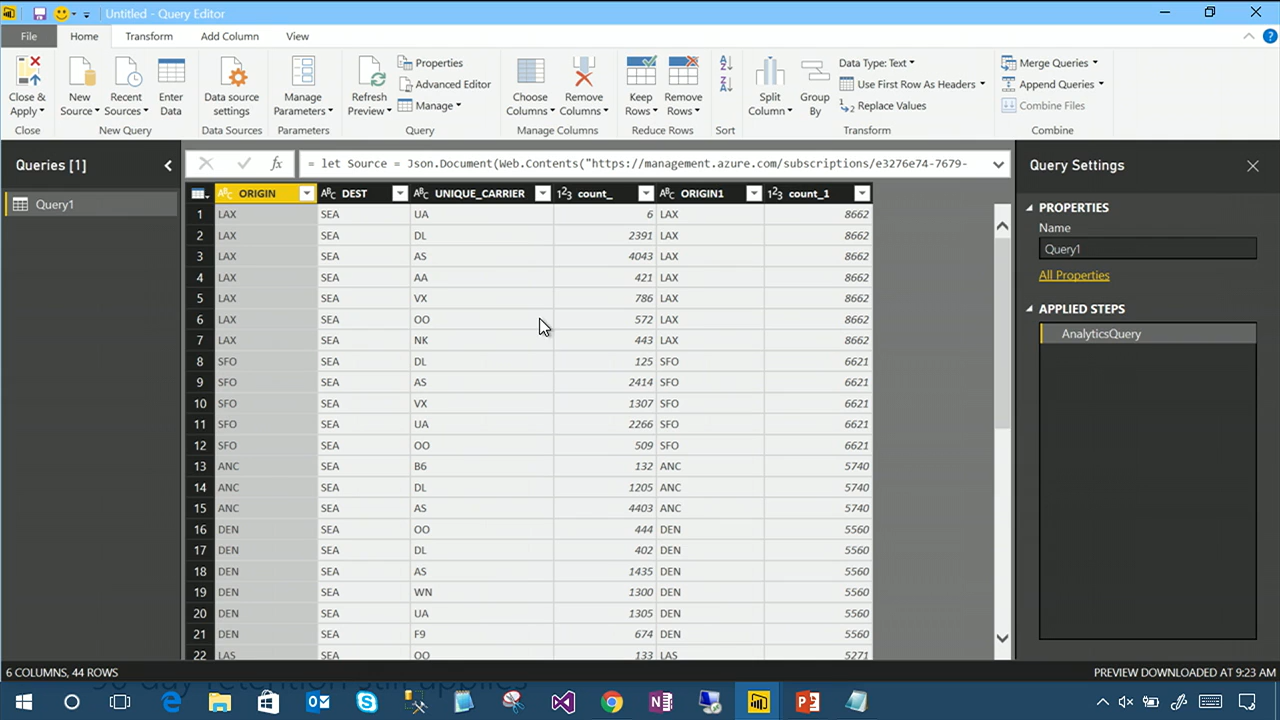 Untitled - Query Editor
File Home Transform Add Column View
Close & Apply
New Source
Recent Sources
Enter Data
Data source settings
Manage Parameters
Refresh Preview
Properties
Advanced Editor
Manage
Choose Columns
Remove Columns
Keep Rows
Remove Rows
Split Column
Group By
Data Type: Text
Use First Row As Headers
Replace Values
Merge Queries
Append Queries
Combine Files
Close New Query Data Sources Parameters Query Manage Columns Reduce Rows Sort Transform Combine
Queries [1]
Query1
= let Source = Json.Document(Web.Contents("https://management.azure.com/subscriptions/e3276e74-7679-
ORIGIN DEST UNIQUE_CARRIER count_ ORIGIN1 count_1
1 LAX SEA UA 6 LAX 8662
2 LAX SEA DL 2391 LAX 8662
3 LAX SEA AS 4043 LAX 8662
4 LAX SEA AA 421 LAX 8662
5 LAX SEA VX 786 LAX 8662
6 LAX SEA OO 572 LAX 8662
7 LAX SEA NK 443 LAX 8662
8 SFO SEA DL 125 SFO 6621
9 SFO SEA AS 2414 SFO 6621
10 SFO SEA VX 1307 SFO 6621
11 SFO SEA UA 2266 SFO 6621
12 SFO SEA OO 509 SFO 6621
13 ANC SEA B6 132 ANC 5740
14 ANC SEA DL 1205 ANC 5740
15 ANC SEA AS 4403 ANC 5740
16 DEN SEA OO 444 DEN 5560
17 DEN SEA DL 402 DEN 5560
18 DEN SEA AS 1435 DEN 5560
19 DEN SEA WN 1300 DEN 5560
20 DEN SEA UA 1305 DEN 5560
21 DEN SEA F9 674 DEN 5560
22 LAS SEA OO 133 LAS 5271
Query Settings
PROPERTIES
Name
Query1
All Properties
APPLIED STEPS
AnalyticsQuery
6 COLUMNS, 44 ROWS
PREVIEW DOWNLOADED AT 9:23 AM